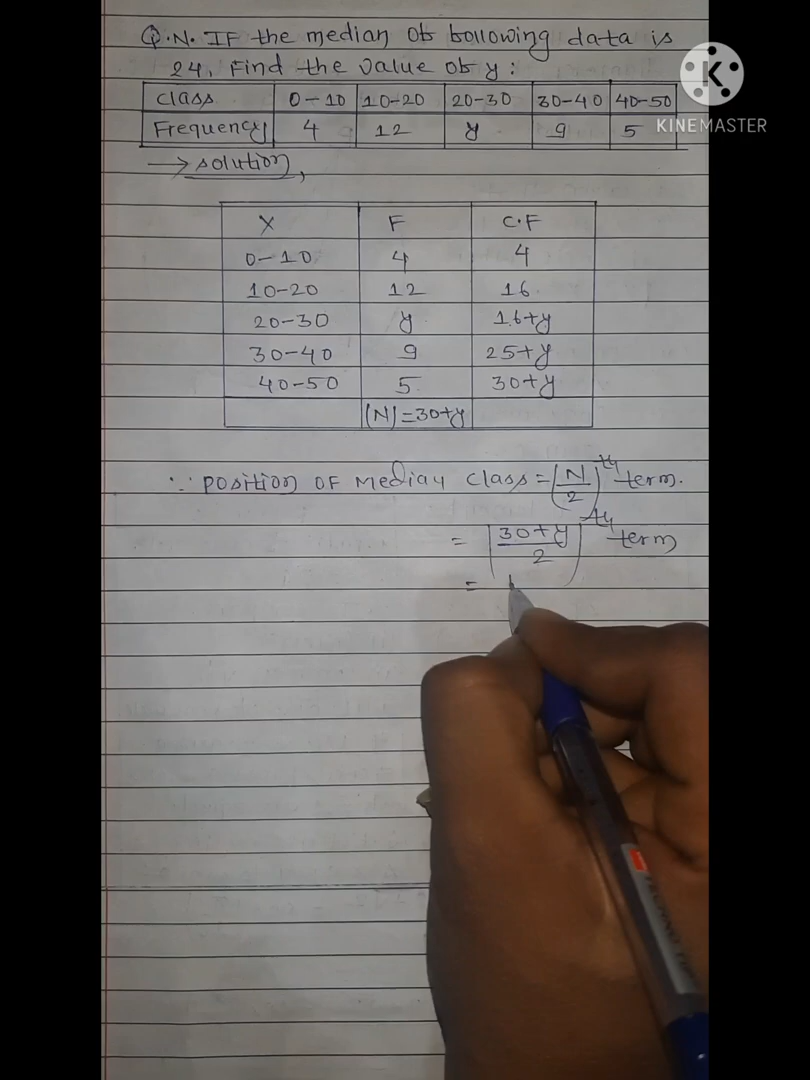 Q.N. IF the median of following data is
24, Find the value of y:
KINEMASTER
class 0-10 10-20 20-30 30-40 40-50
Frequency 4 12 y 9 5
→ solution,
X F C.F
0-10 4 4
10-20 12 16
20-30 y 16+y
30-40 9 25+y
40-50 5 30+y
(N)=30+y
∵ position OF Median class = (N/2)th term.
= (30+y/2)th term
=